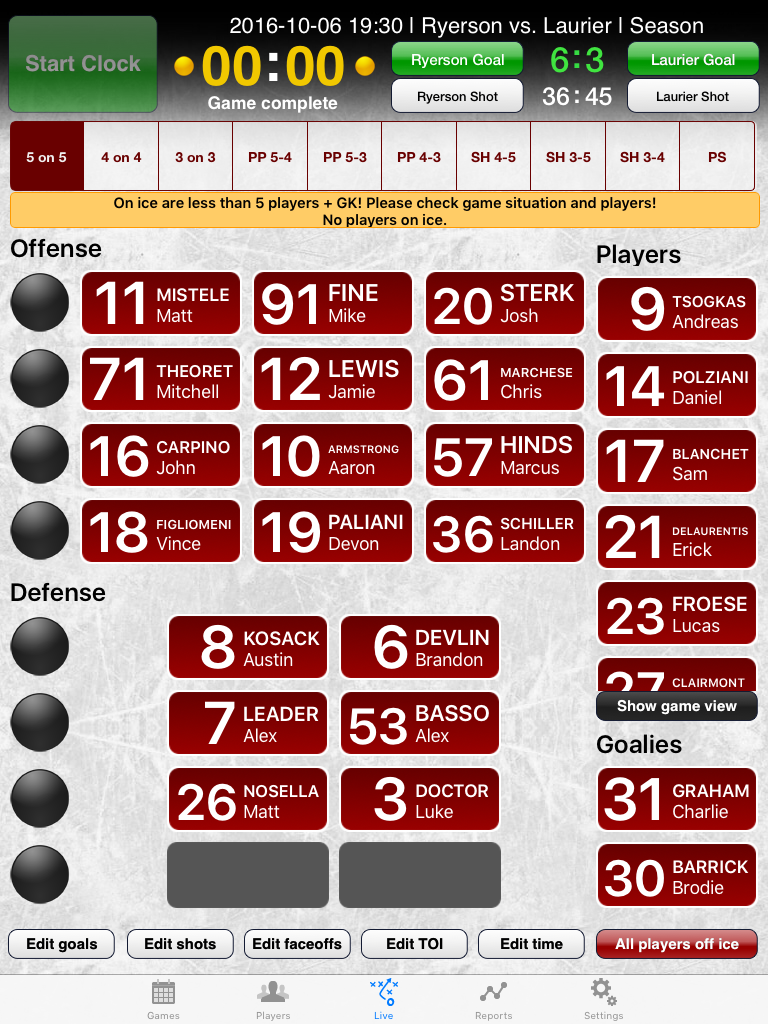 2016-10-06 19:30 | Ryerson vs. Laurier | Season
Start Clock
00:00
Game complete
Ryerson Goal
6:3
Laurier Goal
Ryerson Shot
36:45
Laurier Shot
5 on 5
4 on 4
3 on 3
PP 5-4
PP 5-3
PP 4-3
SH 4-5
SH 3-5
SH 3-4
PS
On ice are less than 5 players + GK! Please check game situation and players!
No players on ice.
Offense
11 MISTELE Matt
91 FINE Mike
20 STERK Josh
71 THEORET Mitchell
12 LEWIS Jamie
61 MARCHESE Chris
16 CARPINO John
10 ARMSTRONG Aaron
57 HINDS Marcus
18 FIGLIOMENI Vince
19 PALIANI Devon
36 SCHILLER Landon
Defense
8 KOSACK Austin
6 DEVLIN Brandon
7 LEADER Alex
53 BASSO Alex
26 NOSELLA Matt
3 DOCTOR Luke
Players
9 TSOGKAS Andreas
14 POLZIANI Daniel
17 BLANCHET Sam
21 DELAURENTIS Erick
23 FROESE Lucas
27 CLAIRMONT
Show game view
Goalies
31 GRAHAM Charlie
30 BARRICK Brodie
Edit goals
Edit shots
Edit faceoffs
Edit TOI
Edit time
All players off ice
Games
Players
Live
Reports
Settings